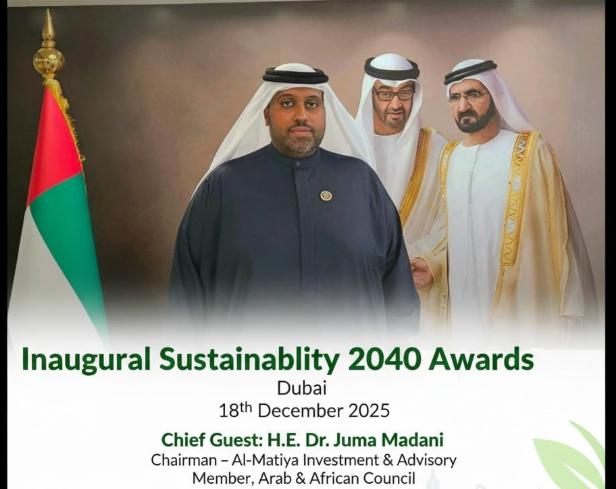 Inaugural Sustainablity 2040 Awards
Dubai
18th December 2025
Chief Guest: H.E. Dr. Juma Madani
Chairman – Al-Matiya Investment & Advisory
Member, Arab & African Council